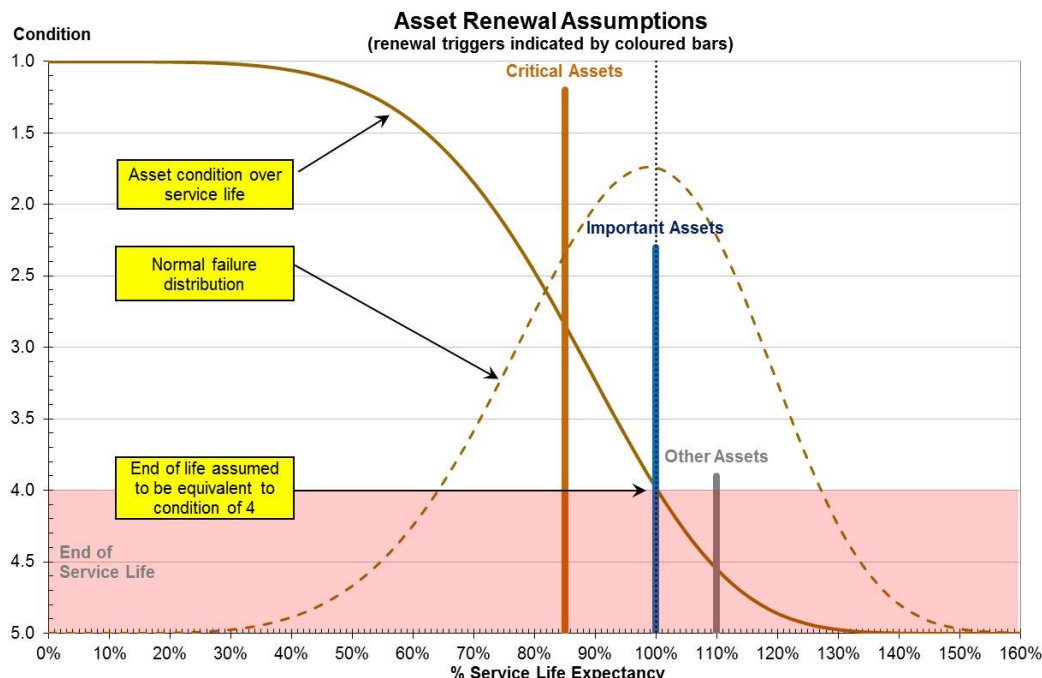 Asset Renewal Assumptions
(renewal triggers indicated by coloured bars)
Condition
1.0
1.5
2.0
2.5
3.0
3.5
4.0
4.5
5.0
Critical Assets
Asset condition over
service life
Important Assets
Normal failure
distribution
Other Assets
End of life assumed
to be equivalent to
condition of 4
End of
Service Life
0% 10% 20% 30% 40% 50% 60% 70% 80% 90% 100% 110% 120% 130% 140% 150% 160%
% Service Life Expectancy